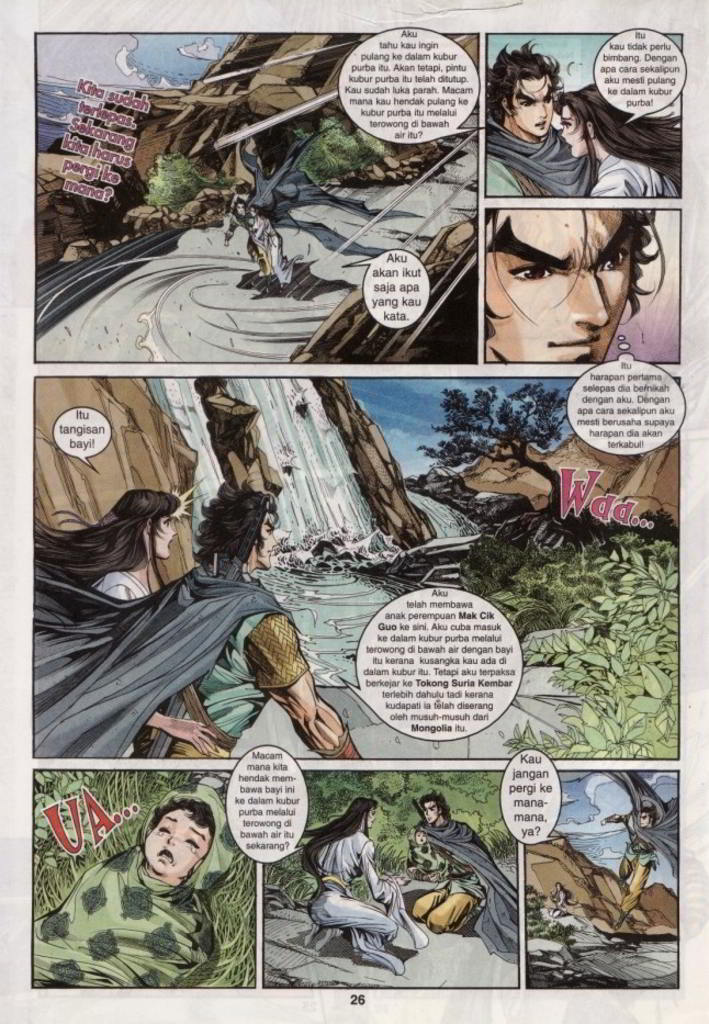 Kita sudah
terlepas.
Sekarang
kita harus
pergi ke
mana?
Aku
tahu kau ingin
pulang ke dalam kubur
purba itu. Akan tetapi, pintu
kubur purba itu telah ditutup.
Kau sudah luka parah. Macam
mana kau hendak pulang ke
kubur purba itu melalui
terowong di bawah
air itu?
Aku
akan ikut
saja apa
yang kau
kata.
Itu
kau tidak perlu
bimbang. Dengan
apa cara sekalipun
aku mesti pulang
ke dalam kubur
purba!
Itu
harapan pertama
selepas dia bernikah
dengan aku. Dengan
apa cara sekalipun aku
mesti berusaha supaya
harapan dia akan
terkabul!
Itu
tangisan
bayi!
Waa...
Aku
telah membawa
anak perempuan Mak Cik
Guo ke sini. Aku cuba masuk
ke dalam kubur purba melalui
terowong di bawah air dengan bayi
itu kerana kusangka kau ada di
dalam kubur itu. Tetapi aku terpaksa
berkejar ke Tokong Suria Kembar
terlebih dahulu tadi kerana
kudapati ia telah diserang
oleh musuh-musuh dari
Mongolia itu.
UA...
Macam
mana kita
hendak mem-
bawa bayi ini
ke dalam kubur
purba melalui
terowong di
bawah air itu
sekarang?
Kau
jangan
pergi ke
mana-
mana,
ya?
26